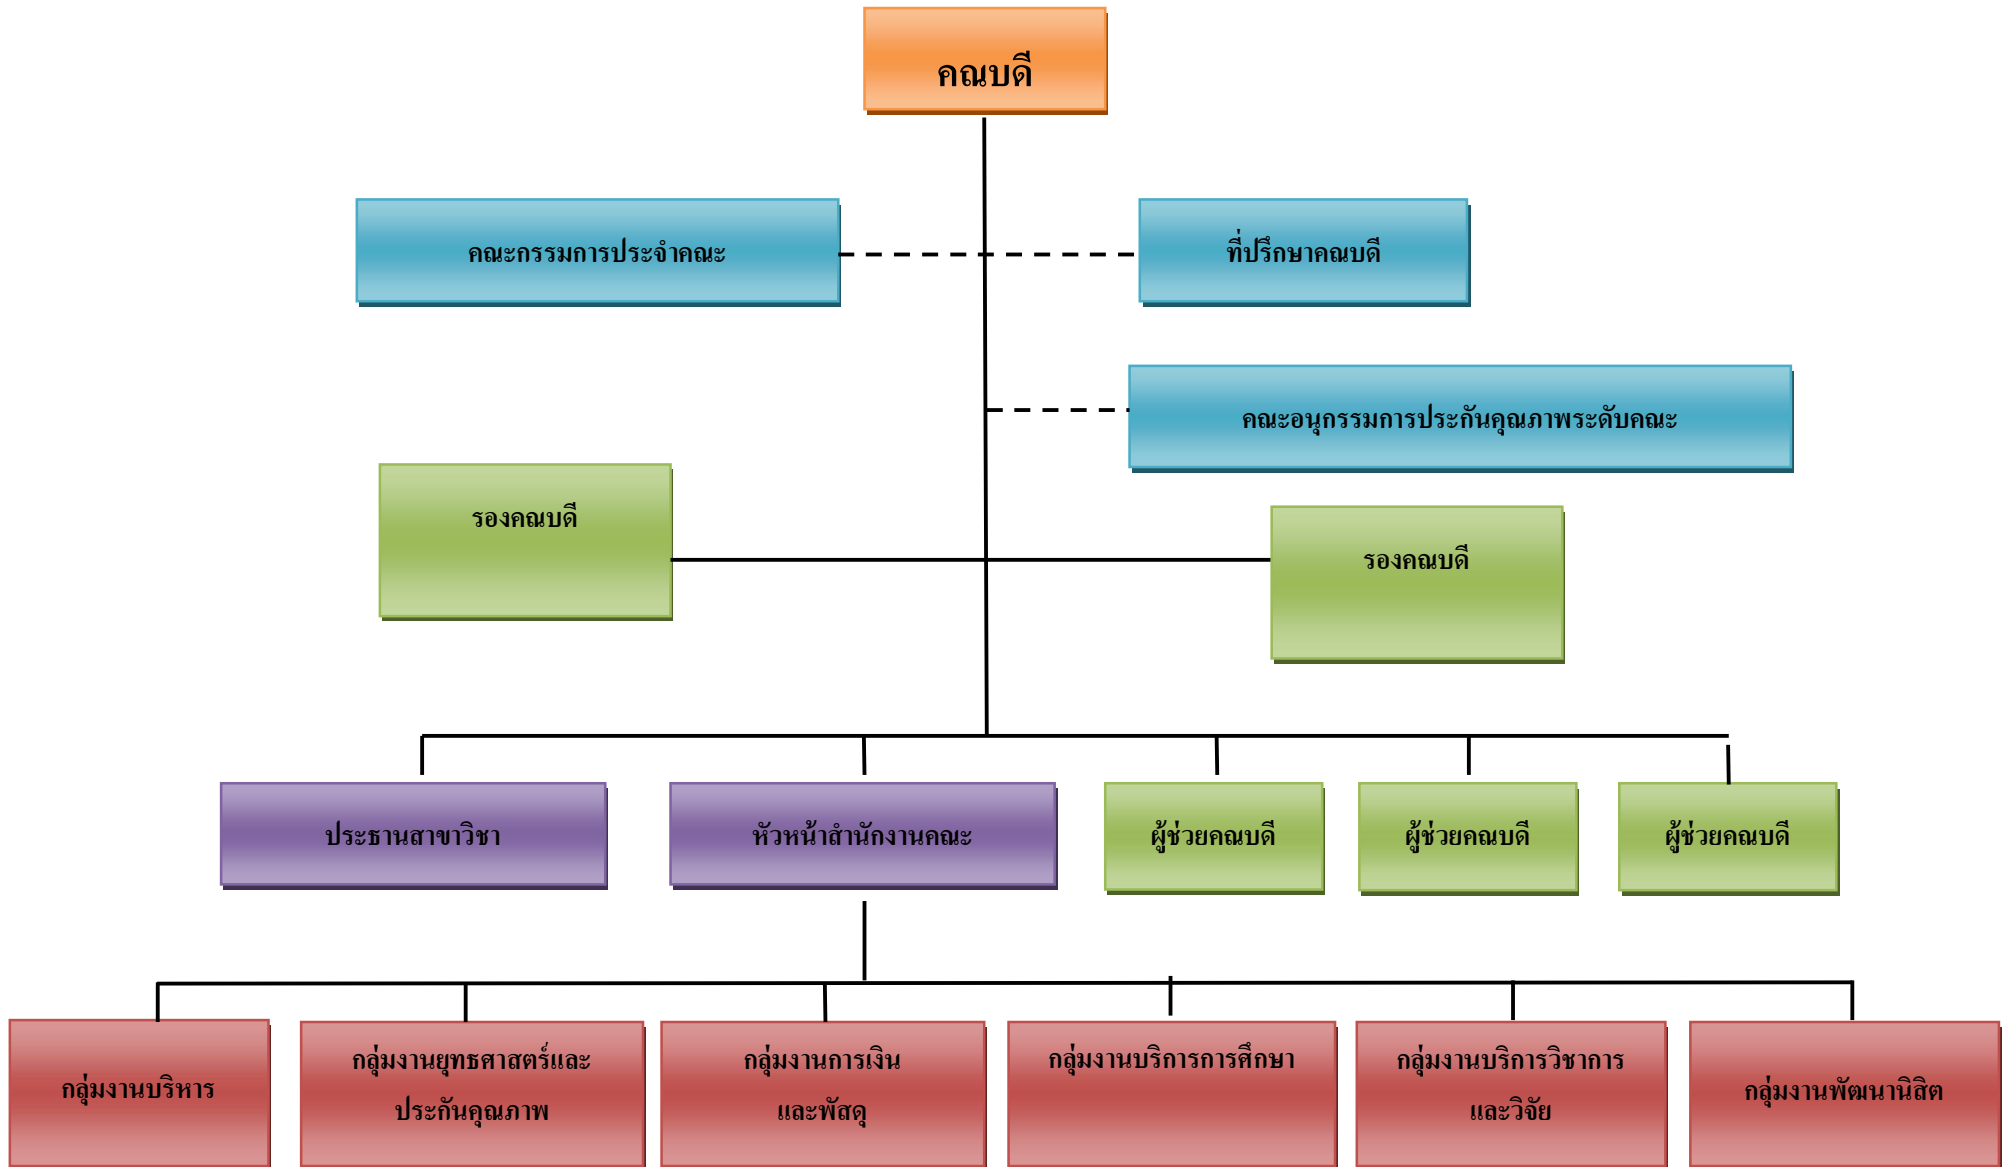 คณบดี
คณะกรรมการประจำคณะ
ที่ปรึกษาคณบดี
คณะอนุกรรมการประกันคุณภาพระดับคณะ
รองคณบดี
รองคณบดี
ประธานสาขาวิชา
หัวหน้าสำนักงานคณะ
ผู้ช่วยคณบดี
ผู้ช่วยคณบดี
ผู้ช่วยคณบดี
กลุ่มงานบริหาร
กลุ่มงานยุทธศาสตร์และ
ประกันคุณภาพ
กลุ่มงานการเงิน
และพัสดุ
กลุ่มงานบริการการศึกษา
กลุ่มงานบริการวิชาการ
และวิจัย
กลุ่มงานพัฒนานิสิต